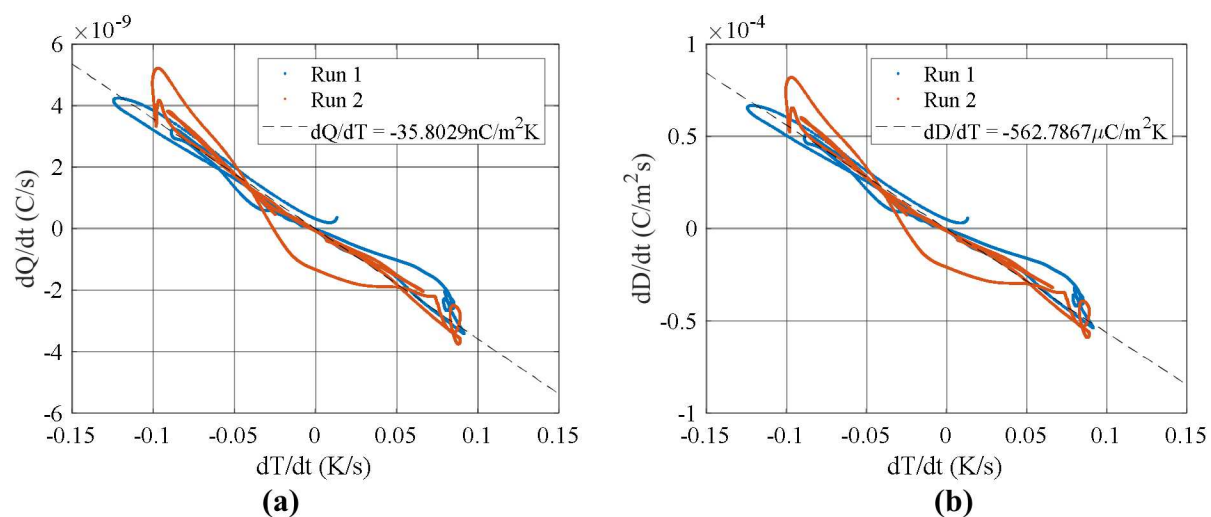 ×10⁻⁹
6
4
2
0
-2
-4
-6
-0.15 -0.1 -0.05 0 0.05 0.1 0.15
dT/dt (K/s)
dQ/dt (C/s)
Run 1
Run 2
dQ/dT = -35.8029nC/m²K
(a)
×10⁻⁴
1
0.5
0
-0.5
-1
-0.15 -0.1 -0.05 0 0.05 0.1 0.15
dT/dt (K/s)
dD/dt (C/m²s)
Run 1
Run 2
dD/dT = -562.7867μC/m²K
(b)